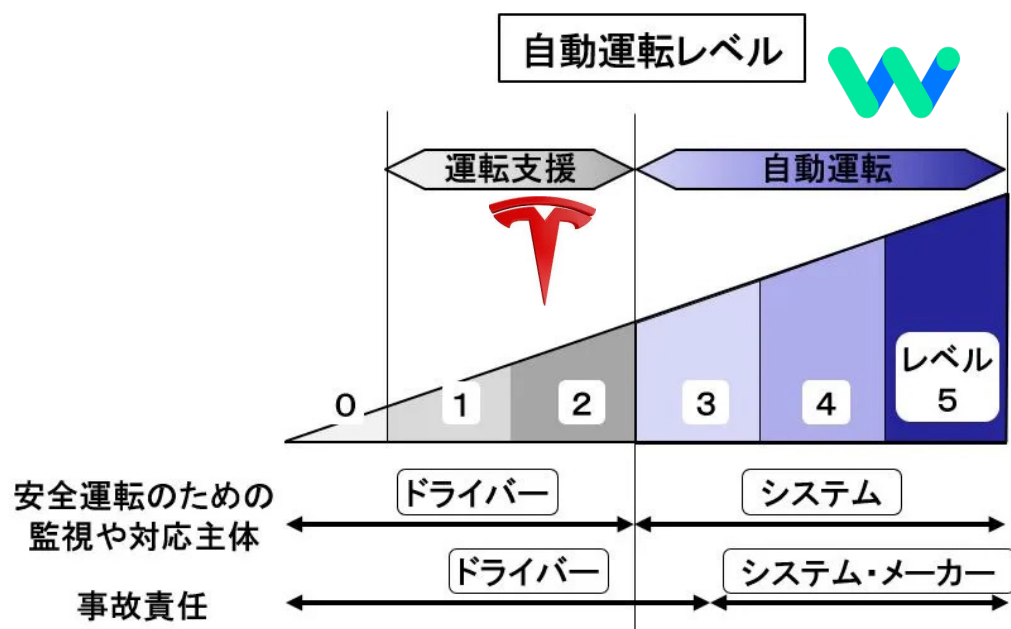 自動運転レベル
運転支援
自動運転
0
1
2
3
4
レベル
5
安全運転のための
監視や対応主体
ドライバー
システム
事故責任
ドライバー
システム・メーカー